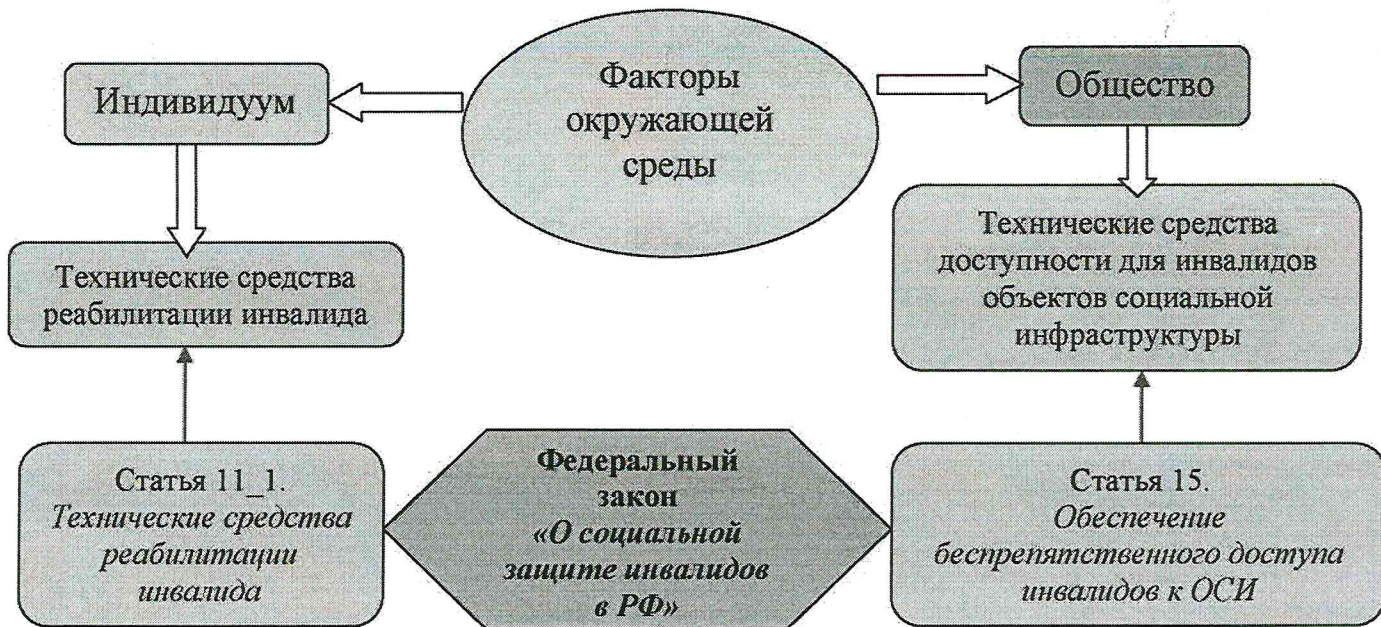 Факторы
окружающей
среды
Индивидуум
Общество
Технические средства
реабилитации инвалида
Технические средства
доступности для инвалидов
объектов социальной
инфраструктуры
Статья 11_1.
Технические средства
реабилитации
инвалида
Федеральный
закон
«О социальной
защите инвалидов
в РФ»
Статья 15.
Обеспечение
беспрепятственного доступа
инвалидов к ОСИ